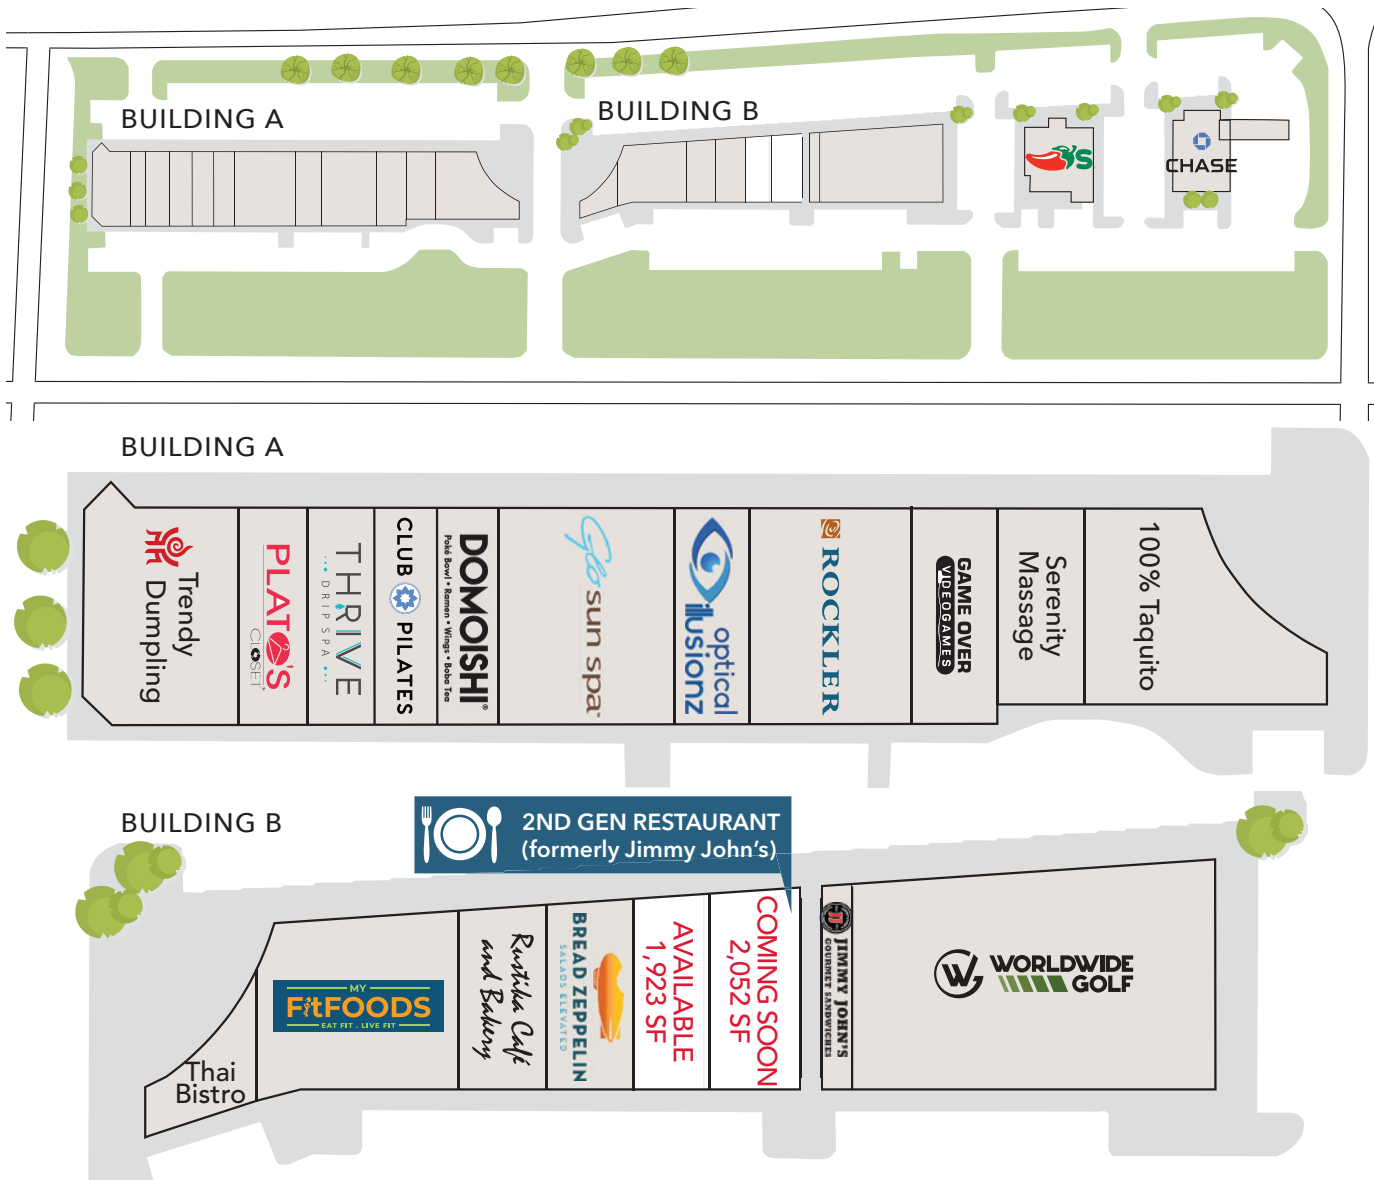 BUILDING A
BUILDING B
'S
CHASE
BUILDING A
Trendy
Dumpling
PLATO'S
CLOSET
THRIVE
DRIP SPA
CLUB PILATES
DOMOISHI®
Poké Bowl • Ramen • Wings • Boba Tea
Glo sun spa
optical
illusionz
ROCKLER
GAME OVER
VIDEOGAMES
Serenity
Massage
100% Taquito
BUILDING B
2ND GEN RESTAURANT
(formerly Jimmy John's)
Thai
Bistro
MY
FitFOODS
EAT FIT . LIVE FIT
Rustika Café
and Bakery
BREAD ZEPPELIN
SALADS ELEVATED
AVAILABLE
1,923 SF
COMING SOON
2,052 SF
JIMMY JOHN'S
GOURMET SANDWICHES
W
WORLDWIDE
GOLF